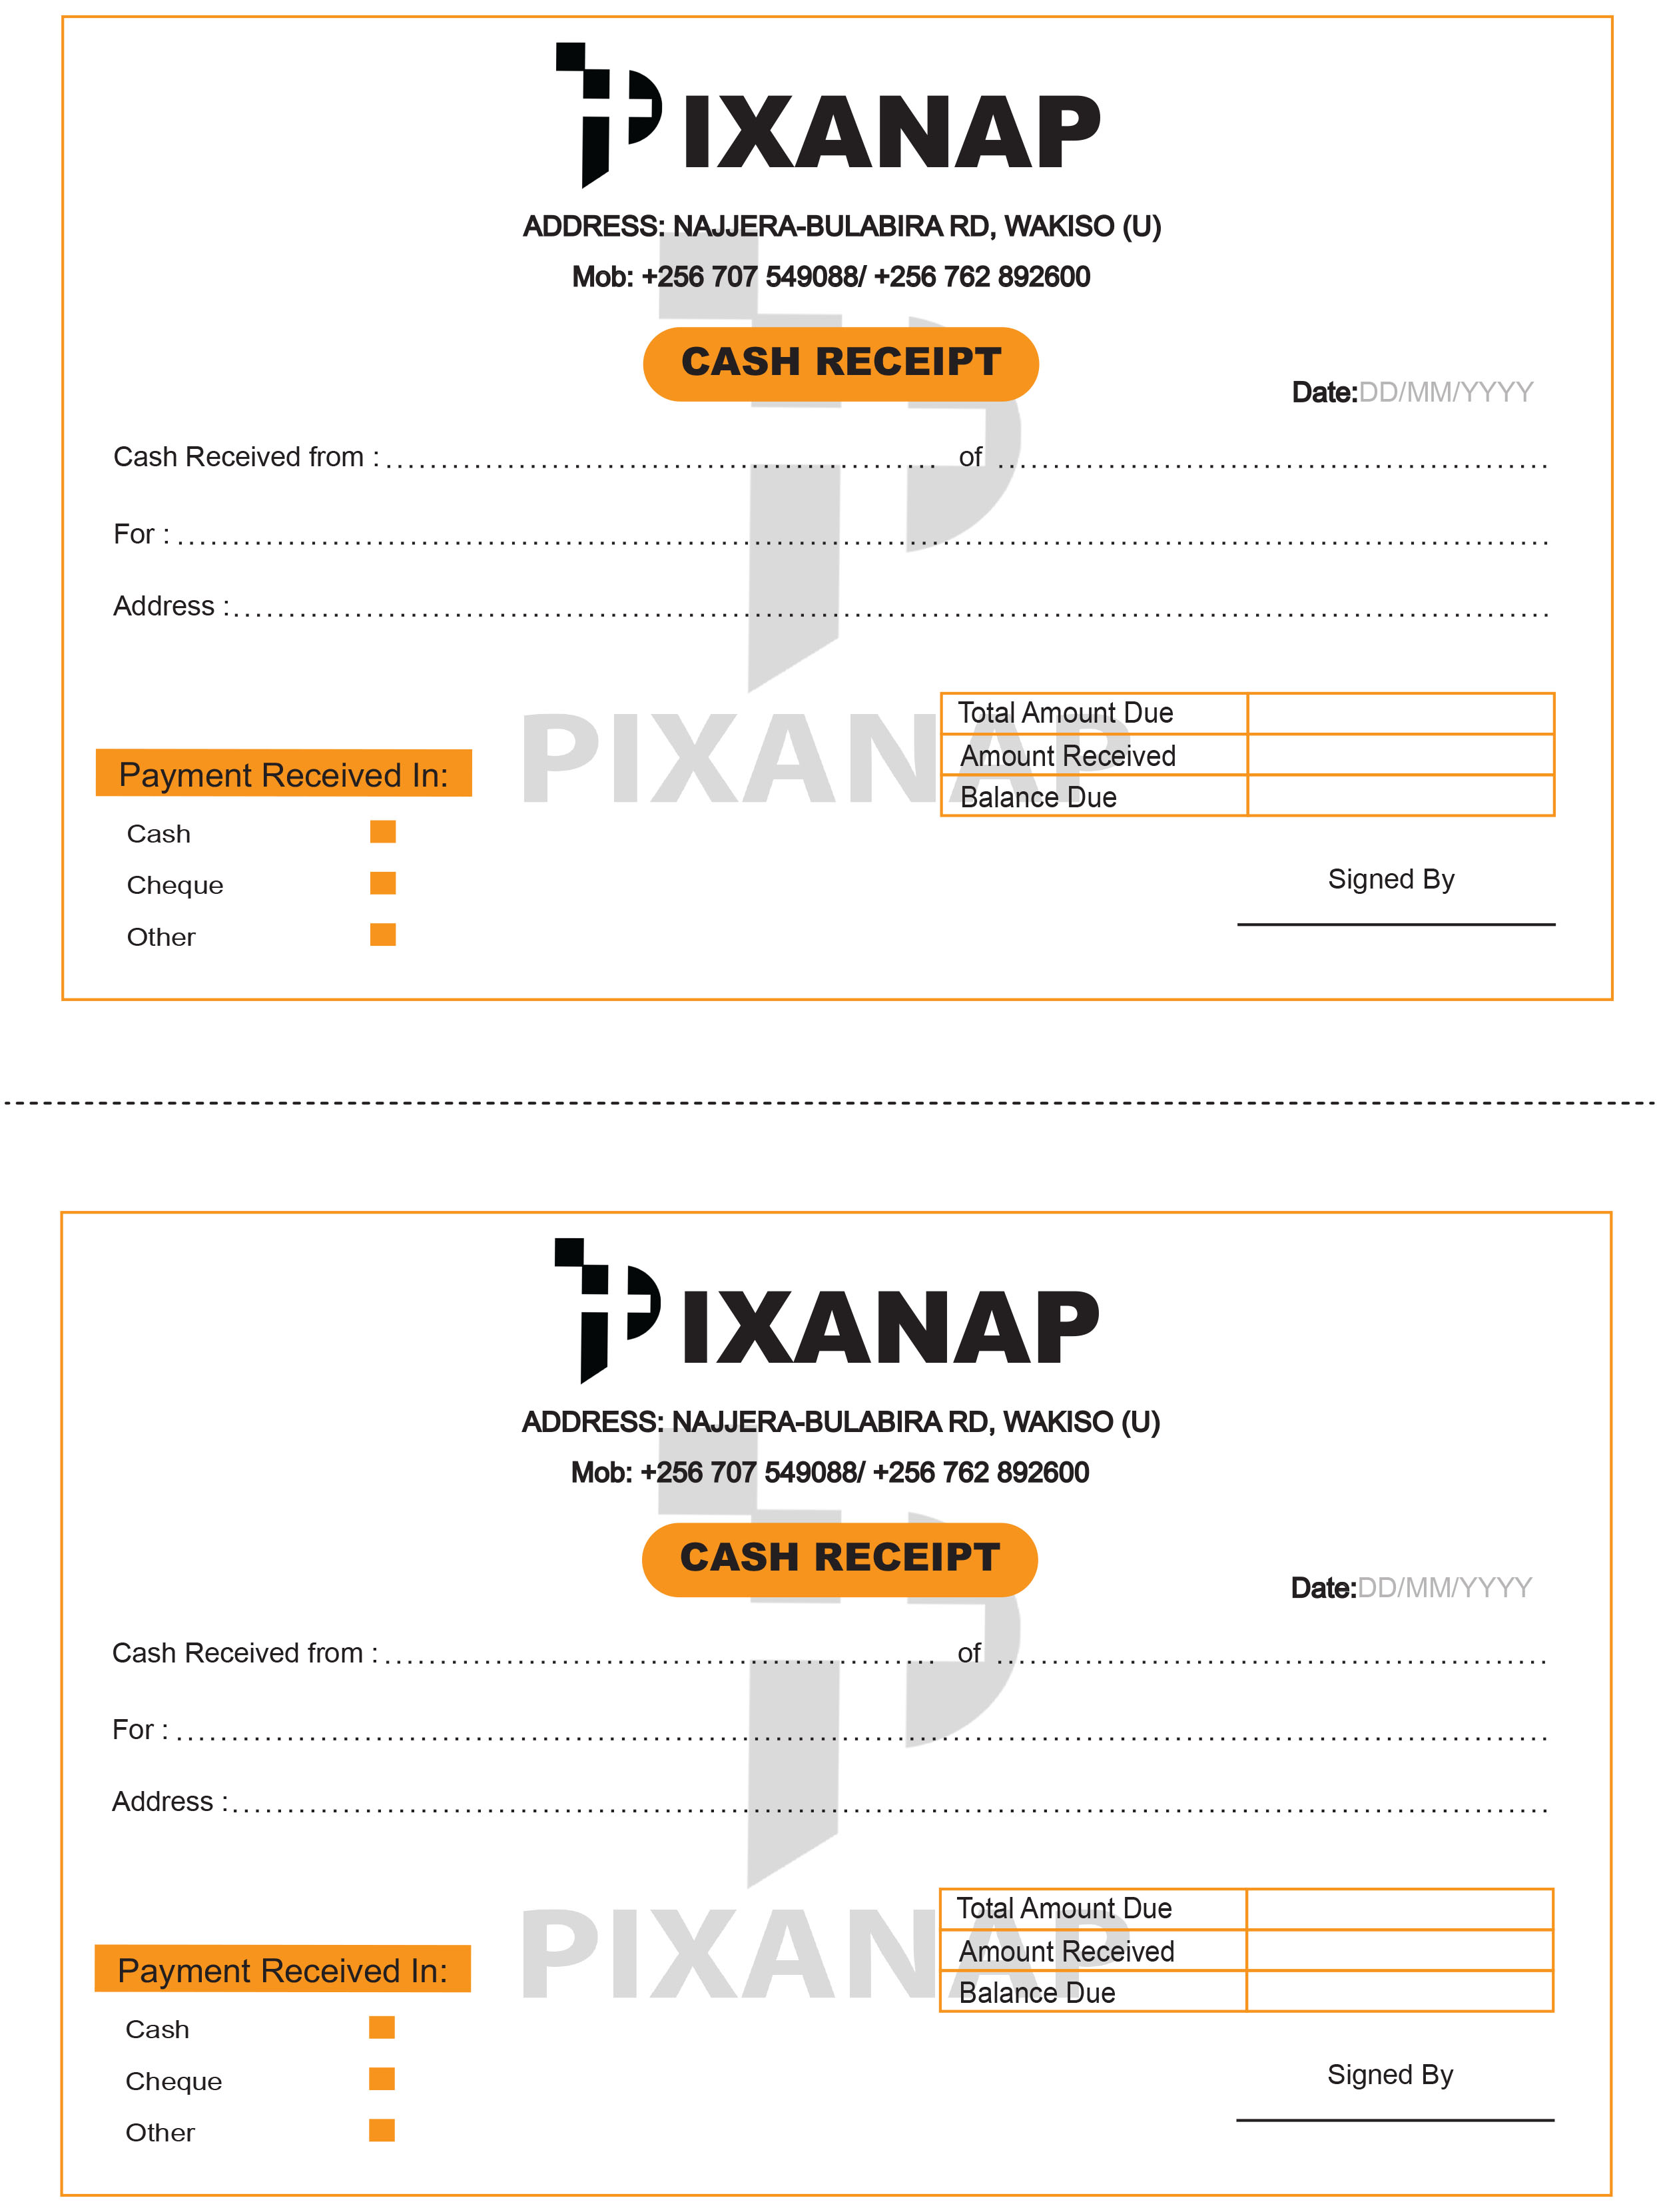 PIXANAP
ADDRESS: NAJJERA-BULABIRA RD, WAKISO (U)
Mob: +256 707 549088/ +256 762 892600
CASH RECEIPT
Date:DD/MM/YYYY
Cash Received from : of
For :
Address :
PIXANAP
Total Amount Due
Amount Received
Balance Due
Payment Received In:
Cash
Cheque
Other
Signed By
PIXANAP
ADDRESS: NAJJERA-BULABIRA RD, WAKISO (U)
Mob: +256 707 549088/ +256 762 892600
CASH RECEIPT
Date:DD/MM/YYYY
Cash Received from : of
For :
Address :
PIXANAP
Total Amount Due
Amount Received
Balance Due
Payment Received In:
Cash
Cheque
Other
Signed By